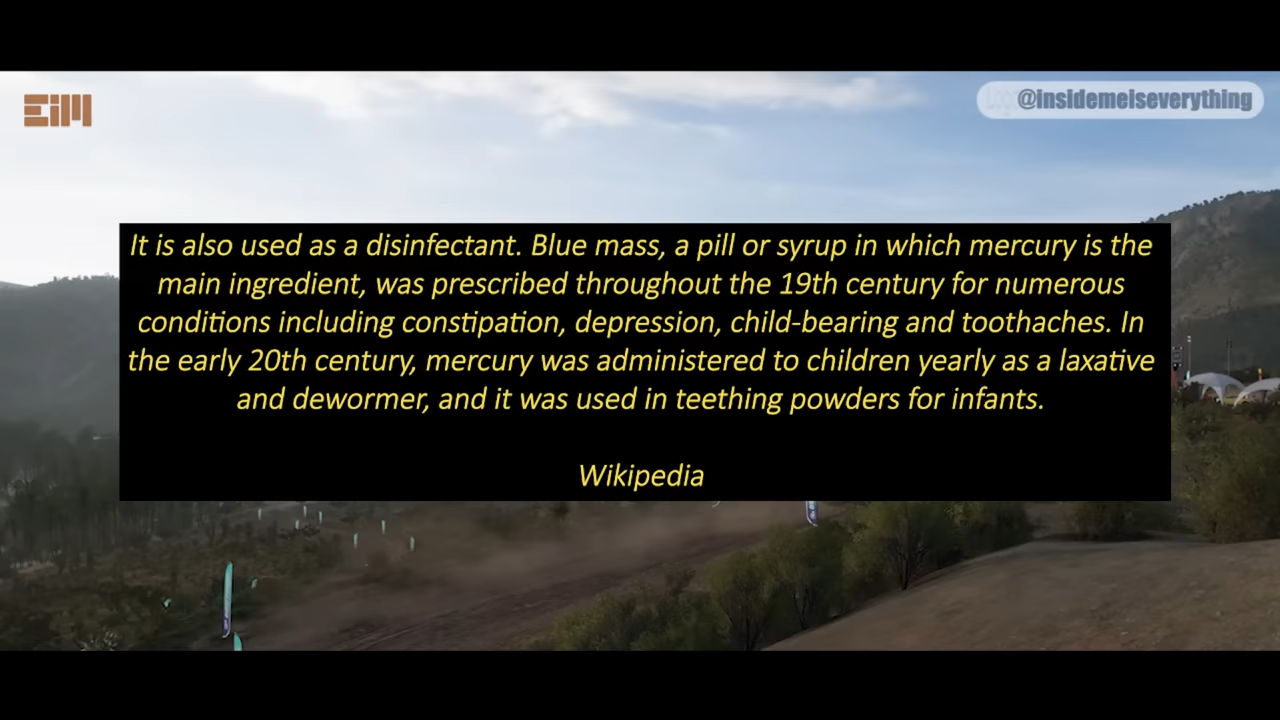 EiM
@insidemeiseverything
It is also used as a disinfectant. Blue mass, a pill or syrup in which mercury is the
main ingredient, was prescribed throughout the 19th century for numerous
conditions including constipation, depression, child-bearing and toothaches. In
the early 20th century, mercury was administered to children yearly as a laxative
and dewormer, and it was used in teething powders for infants.
Wikipedia